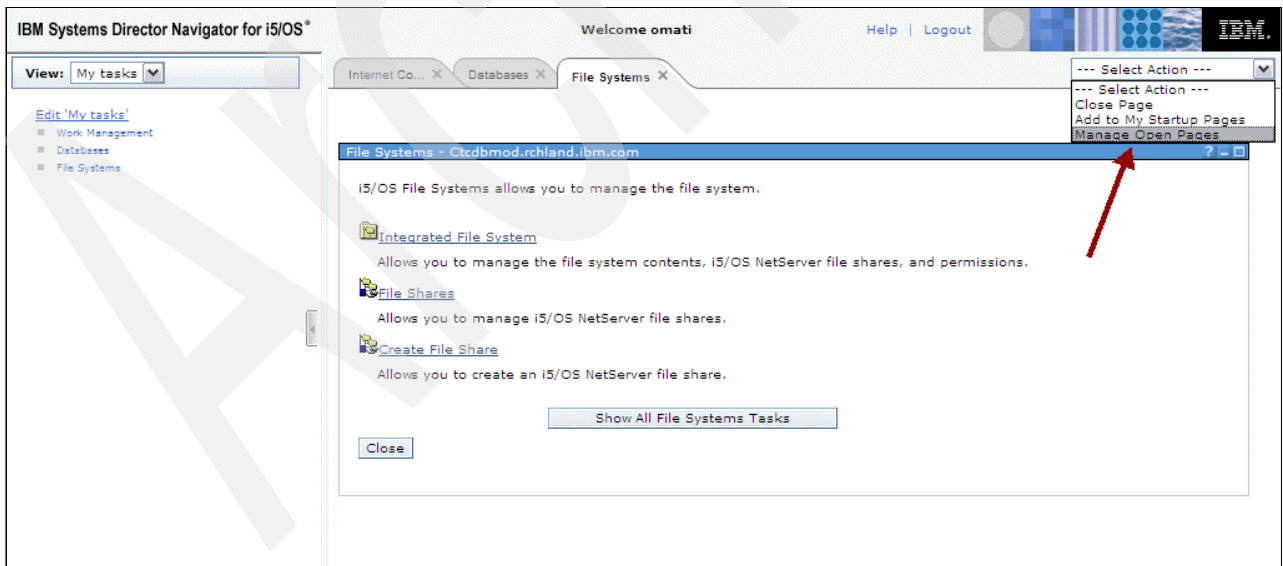 IBM Systems Director Navigator for i5/OS®
Welcome omati
Help | Logout
IBM.
View: My tasks
Internet Co... X
Databases X
File Systems X
--- Select Action ---
--- Select Action ---
Close Page
Add to My Startup Pages
Manage Open Pages
Edit 'My tasks'
Work Management
Databases
File Systems
File Systems - Ctcdbmod.rchland.ibm.com
i5/OS File Systems allows you to manage the file system.
Integrated File System
Allows you to manage the file system contents, i5/OS NetServer file shares, and permissions.
File Shares
Allows you to manage i5/OS NetServer file shares.
Create File Share
Allows you to create an i5/OS NetServer file share.
Show All File Systems Tasks
Close